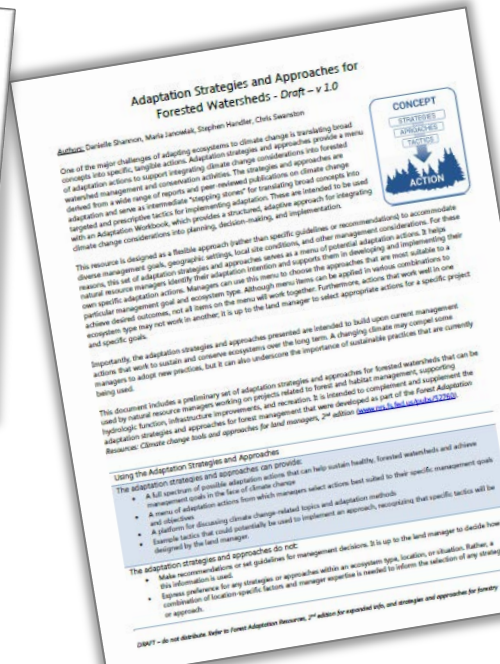 Adaptation Strategies and Approaches for
Forested Watersheds - Draft – v 1.0
Authors: Danielle Shannon, Maria Janowiak, Stephen Handler, Chris Swanston
CONCEPT
STRATEGIES
APPROACHES
TACTICS
ACTION
One of the major challenges of adapting ecosystems to climate change is translating broad
concepts into specific, tangible actions. Adaptation strategies and approaches provide a menu
of adaptation actions to support integrating climate change considerations into forested
watershed management and conservation activities. The strategies and approaches are
derived from a wide range of reports and peer-reviewed publications on climate change
adaptation and serve as intermediate "stepping stones" for translating broad concepts into
targeted and prescriptive tactics for implementing adaptation. These are intended to be used
with an Adaptation Workbook, which provides a structured, adaptive approach for integrating
climate change considerations into planning, decision-making, and implementation.
This resource is designed as a flexible approach (rather than specific guidelines or recommendations) to accommodate
diverse management goals, geographic settings, local site conditions, and other management considerations. For these
reasons, this set of adaptation strategies and approaches serves as a menu of potential adaptation actions. It helps
natural resource managers identify their adaptation intention and supports them in developing and implementing their
own specific adaptation actions. Managers can use this menu to choose the approaches that are most suitable to a
particular management goal and ecosystem type. Although menu items can be applied in various combinations to
achieve desired outcomes, not all items on the menu will work together. Furthermore, actions that work well in one
ecosystem type may not work in another; it is up to the land manager to select appropriate actions for a specific project
and specific goals.
Importantly, the adaptation strategies and approaches presented are intended to build upon current management
actions that work to sustain and conserve ecosystems over the long term. A changing climate may compel some
managers to adopt new practices, but it can also underscore the importance of sustainable practices that are currently
being used.
This document includes a preliminary set of adaptation strategies and approaches for forested watersheds that can be
used by natural resource managers working on projects related to forest and habitat management, supporting
hydrologic function, infrastructure improvements, and recreation. It is intended to complement and supplement the
adaptation strategies and approaches for forest management that were developed as part of the Forest Adaptation
Resources: Climate change tools and approaches for land managers, 2nd edition (www.nrs.fs.fed.us/pubs/52760).
Using the Adaptation Strategies and Approaches
The adaptation strategies and approaches can provide:
• A full spectrum of possible adaptation actions that can help sustain healthy, forested watersheds and achieve
management goals in the face of climate change
• A menu of adaptation actions from which managers select actions best suited to their specific management goals
and objectives
• A platform for discussing climate change-related topics and adaptation methods
• Example tactics that could potentially be used to implement an approach, recognizing that specific tactics will be
designed by the land manager.
The adaptation strategies and approaches do not:
• Make recommendations or set guidelines for management decisions. It is up to the land manager to decide how
this information is used.
• Express preference for any strategies or approaches within an ecosystem type, location, or situation. Rather, a
combination of location-specific factors and manager expertise is needed to inform the selection of any strategy
or approach.
DRAFT – do not distribute. Refer to Forest Adaptation Resources, 2nd edition for expanded info, and strategies and approaches for forestry